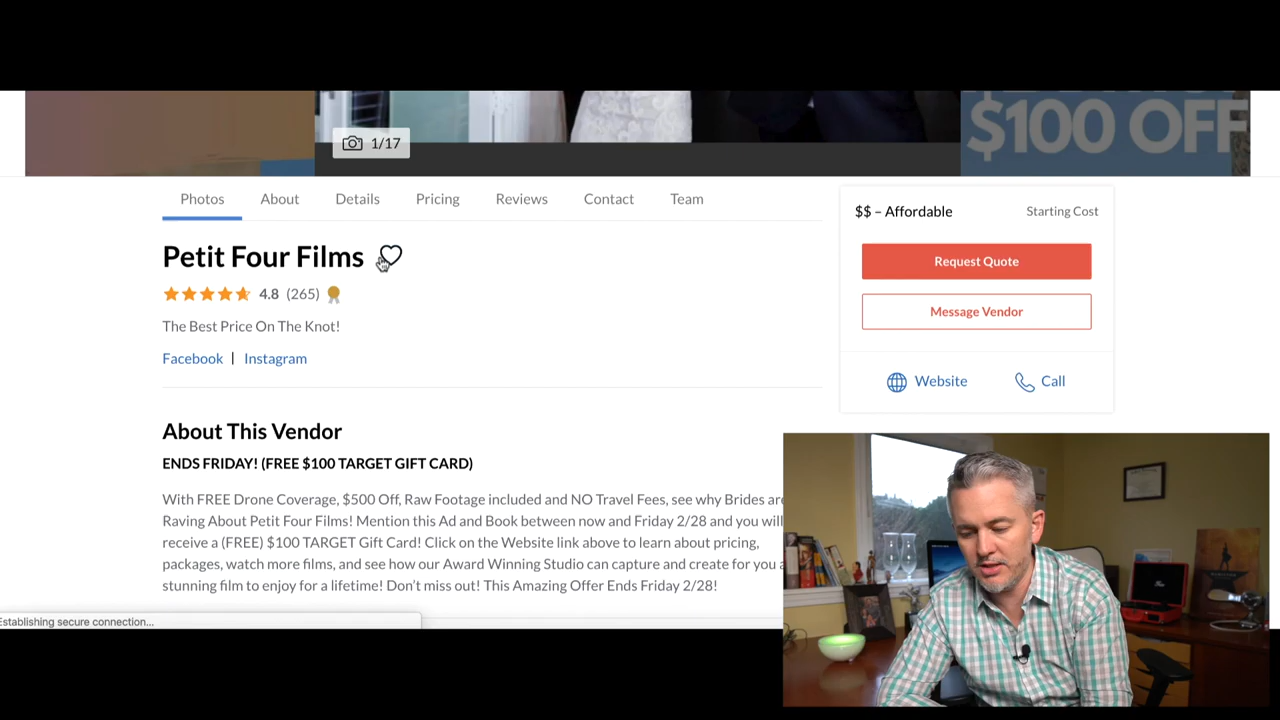 $100 OFF
1/17
Photos About Details Pricing Reviews Contact Team
$$ – Affordable Starting Cost
Petit Four Films
Request Quote
4.8 (265)
Message Vendor
The Best Price On The Knot!
Facebook | Instagram
Website Call
About This Vendor
ENDS FRIDAY! (FREE $100 TARGET GIFT CARD)
With FREE Drone Coverage, $500 Off, Raw Footage included and NO Travel Fees, see why Brides
Raving About Petit Four Films! Mention this Ad and Book between now and Friday 2/28 and you will
receive a (FREE) $100 TARGET Gift Card! Click on the Website link above to learn about pricing,
packages, watch more films, and see how our Award Winning Studio can capture and create for you
stunning film to enjoy for a lifetime! Don't miss out! This Amazing Offer Ends Friday 2/28!
Establishing secure connection...